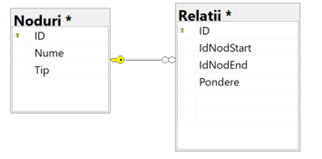 Noduri *
ID
Nume
Tip
Relatii *
ID
IdNodStart
IdNodEnd
Pondere